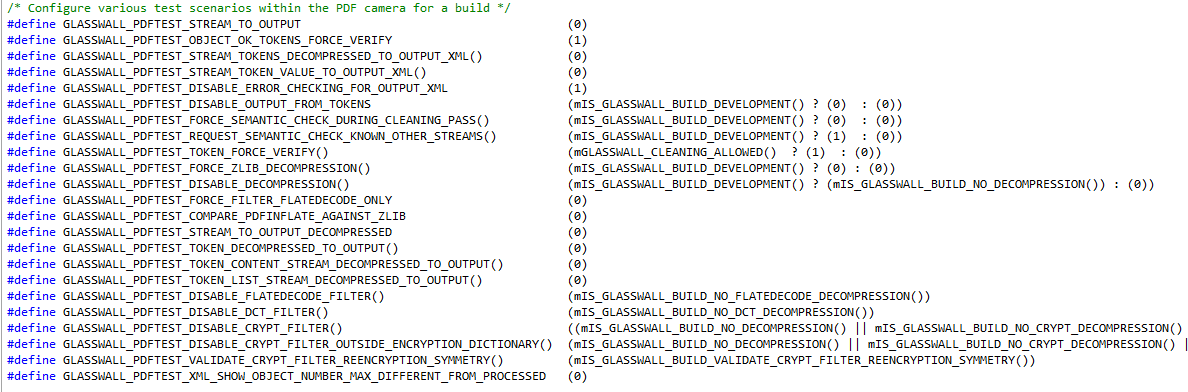 /* Configure various test scenarios within the PDF camera for a build */
#define GLASSWALL_PDFTEST_STREAM_TO_OUTPUT (0)
#define GLASSWALL_PDFTEST_OBJECT_OK_TOKENS_FORCE_VERIFY (1)
#define GLASSWALL_PDFTEST_STREAM_TOKENS_DECOMPRESSED_TO_OUTPUT_XML() (0)
#define GLASSWALL_PDFTEST_STREAM_TOKEN_VALUE_TO_OUTPUT_XML() (0)
#define GLASSWALL_PDFTEST_DISABLE_ERROR_CHECKING_FOR_OUTPUT_XML (1)
#define GLASSWALL_PDFTEST_DISABLE_OUTPUT_FROM_TOKENS (mIS_GLASSWALL_BUILD_DEVELOPMENT() ? (0)  : (0))
#define GLASSWALL_PDFTEST_FORCE_SEMANTIC_CHECK_DURING_CLEANING_PASS() (mIS_GLASSWALL_BUILD_DEVELOPMENT() ? (0)  : (0))
#define GLASSWALL_PDFTEST_REQUEST_SEMANTIC_CHECK_KNOWN_OTHER_STREAMS() (mIS_GLASSWALL_BUILD_DEVELOPMENT() ? (1)  : (0))
#define GLASSWALL_PDFTEST_TOKEN_FORCE_VERIFY() (mGLASSWALL_CLEANING_ALLOWED()  ? (1)  : (0))
#define GLASSWALL_PDFTEST_FORCE_ZLIB_DECOMPRESSION() (mIS_GLASSWALL_BUILD_DEVELOPMENT() ? (0) : (0))
#define GLASSWALL_PDFTEST_DISABLE_DECOMPRESSION() (mIS_GLASSWALL_BUILD_DEVELOPMENT() ? (mIS_GLASSWALL_BUILD_NO_DECOMPRESSION()) : (0))
#define GLASSWALL_PDFTEST_FORCE_FILTER_FLATEDECODE_ONLY (0)
#define GLASSWALL_PDFTEST_COMPARE_PDFINFLATE_AGAINST_ZLIB (0)
#define GLASSWALL_PDFTEST_STREAM_TO_OUTPUT_DECOMPRESSED (0)
#define GLASSWALL_PDFTEST_TOKEN_DECOMPRESSED_TO_OUTPUT() (0)
#define GLASSWALL_PDFTEST_TOKEN_CONTENT_STREAM_DECOMPRESSED_TO_OUTPUT() (0)
#define GLASSWALL_PDFTEST_TOKEN_LIST_STREAM_DECOMPRESSED_TO_OUTPUT() (0)
#define GLASSWALL_PDFTEST_DISABLE_FLATEDECODE_FILTER() (mIS_GLASSWALL_BUILD_NO_FLATEDECODE_DECOMPRESSION())
#define GLASSWALL_PDFTEST_DISABLE_DCT_FILTER() (mIS_GLASSWALL_BUILD_NO_DCT_DECOMPRESSION())
#define GLASSWALL_PDFTEST_DISABLE_CRYPT_FILTER() ((mIS_GLASSWALL_BUILD_NO_DECOMPRESSION() || mIS_GLASSWALL_BUILD_NO_CRYPT_DECOMPRESSION()
#define GLASSWALL_PDFTEST_DISABLE_CRYPT_FILTER_OUTSIDE_ENCRYPTION_DICTIONARY() (mIS_GLASSWALL_BUILD_NO_DECOMPRESSION() || mIS_GLASSWALL_BUILD_NO_CRYPT_DECOMPRESSION() |
#define GLASSWALL_PDFTEST_VALIDATE_CRYPT_FILTER_REENCRYPTION_SYMMETRY() (mIS_GLASSWALL_BUILD_VALIDATE_CRYPT_FILTER_REENCRYPTION_SYMMETRY())
#define GLASSWALL_PDFTEST_XML_SHOW_OBJECT_NUMBER_MAX_DIFFERENT_FROM_PROCESSED (0)